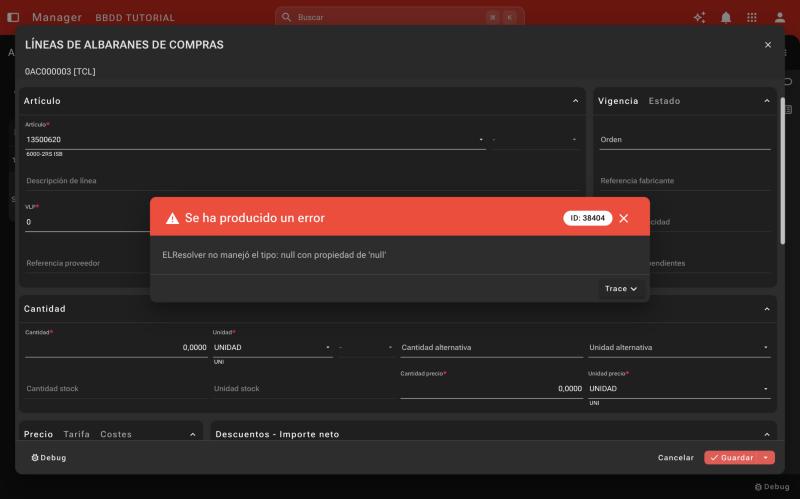 Manager BBDD TUTORIAL Buscar ⌘ K
LÍNEAS DE ALBARANES DE COMPRAS
0AC000003 [TCL]
Artículo
Vigencia Estado
Artículo*
13500620 -
6000-2RS ISB
Orden
Descripción de línea
Referencia fabricante
VLP*
0
Se ha producido un error
ID: 38404
ELResolver no manejó el tipo: null con propiedad de 'null'
Trace
Referencia proveedor
Cantidad
Cantidad*
0,0000
Unidad*
UNIDAD -
UNI
Cantidad alternativa
Unidad alternativa
Cantidad stock
Unidad stock
Cantidad precio*
0,0000
Unidad precio*
UNIDAD
UNI
Precio Tarifa Costes
Descuentos - Importe neto
Debug
Cancelar
Guardar
Debug